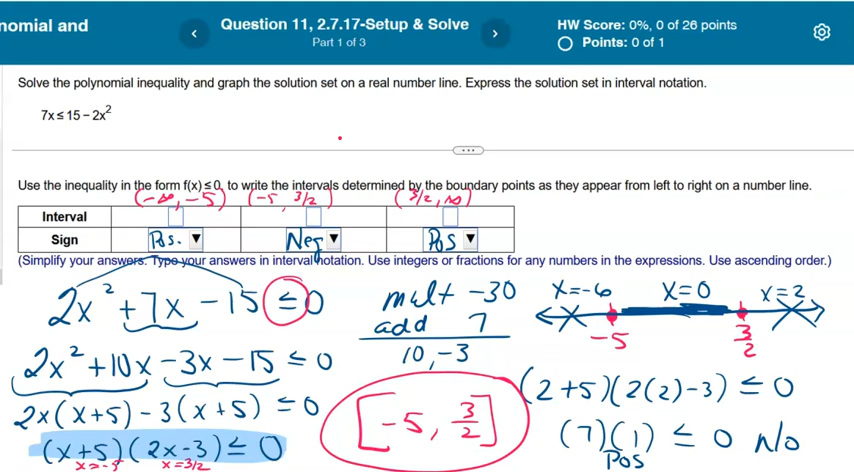 nomial and
Question 11, 2.7.17-Setup & Solve
Part 1 of 3
HW Score: 0%, 0 of 26 points
Points: 0 of 1
Solve the polynomial inequality and graph the solution set on a real number line. Express the solution set in interval notation.
7x ≤ 15 − 2x²
Use the inequality in the form f(x) ≤ 0, to write the intervals determined by the boundary points as they appear from left to right on a number line.
(-∞, -5) (-5, 3/2) (3/2, ∞)
Interval
Sign Pos. Neg Pos
(Simplify your answers. Type your answers in interval notation. Use integers or fractions for any numbers in the expressions. Use ascending order.)
2x² + 7x - 15 ≤ 0
2x² + 10x - 3x - 15 ≤ 0
2x(x+5) - 3(x+5) ≤ 0
(x+5)(2x-3) ≤ 0
x=-5 x=3/2
mult -30
add 7
10, -3
[-5, 3/2]
x=-6 x=0 x=2
-5 3/2
(2+5)(2(2)-3) ≤ 0
(7)(1) ≤ 0 n/o
Pos